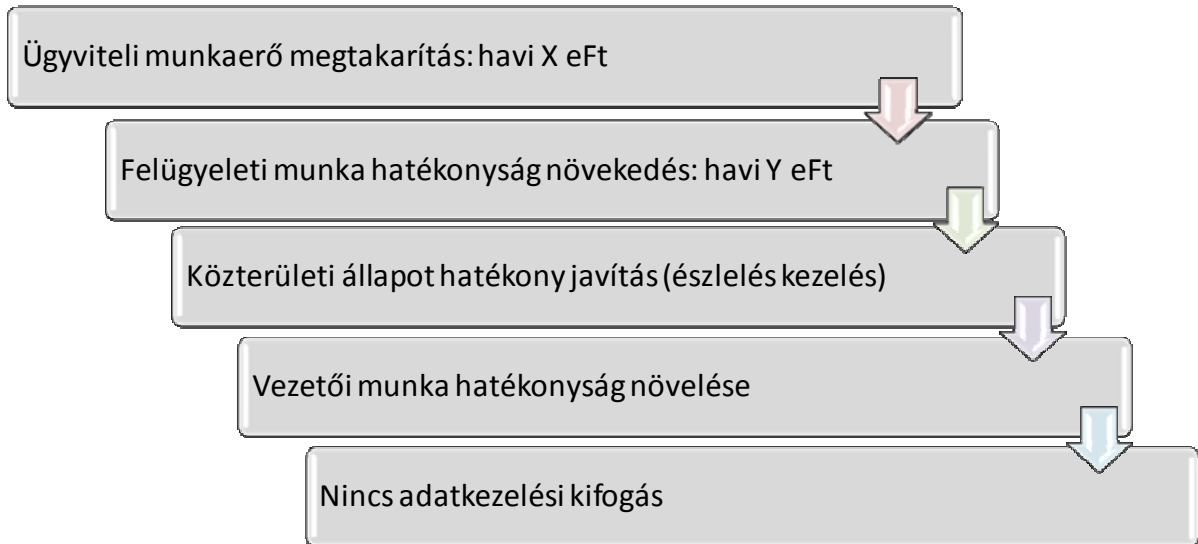 Ügyviteli munkaerő megtakarítás: havi X eFt
Felügyeleti munka hatékonyság növekedés: havi Y eFt
Közterületi állapot hatékony javítás (észlelés kezelés)
Vezetői munka hatékonyság növelése
Nincs adatkezelési kifogás